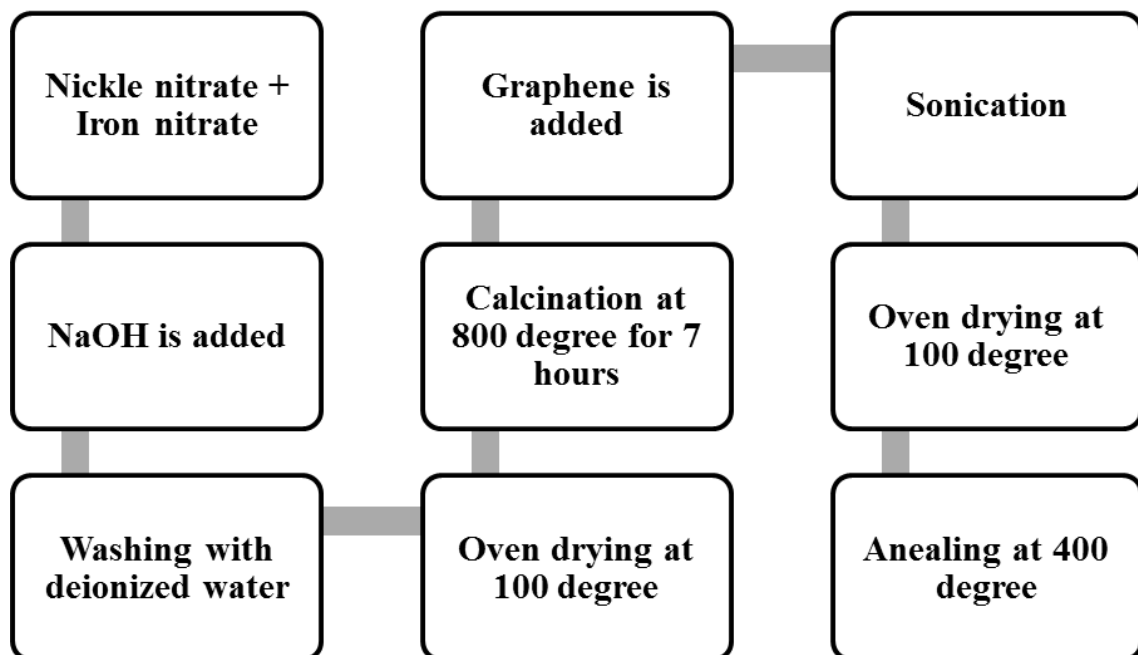 Nickle nitrate +
Iron nitrate
NaOH is added
Washing with
deionized water
Oven drying at
100 degree
Calcination at
800 degree for 7
hours
Graphene is
added
Sonication
Oven drying at
100 degree
Anealing at 400
degree